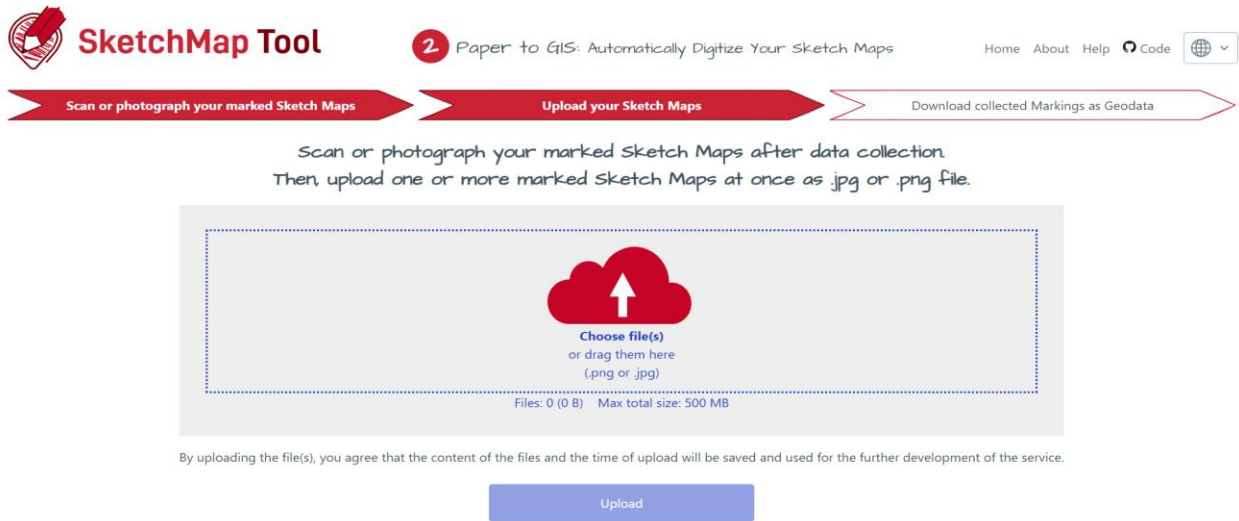 SketchMap Tool
2 Paper to GIS: Automatically Digitize Your Sketch Maps
Home About Help Code
Scan or photograph your marked Sketch Maps
Upload your Sketch Maps
Download collected Markings as Geodata
Scan or photograph your marked Sketch Maps after data collection.
Then, upload one or more marked Sketch Maps at once as .jpg or .png file.
Choose file(s)
or drag them here
(.png or .jpg)
Files: 0 (0 B) Max total size: 500 MB
By uploading the file(s), you agree that the content of the files and the time of upload will be saved and used for the further development of the service.
Upload